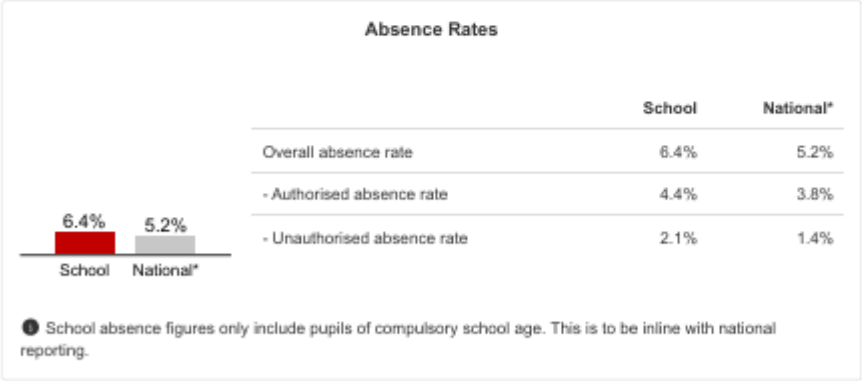 Absence Rates
School National*
Overall absence rate 6.4% 5.2%
- Authorised absence rate 4.4% 3.8%
- Unauthorised absence rate 2.1% 1.4%
6.4% 5.2%
School National*
School absence figures only include pupils of compulsory school age. This is to be inline with national
reporting.